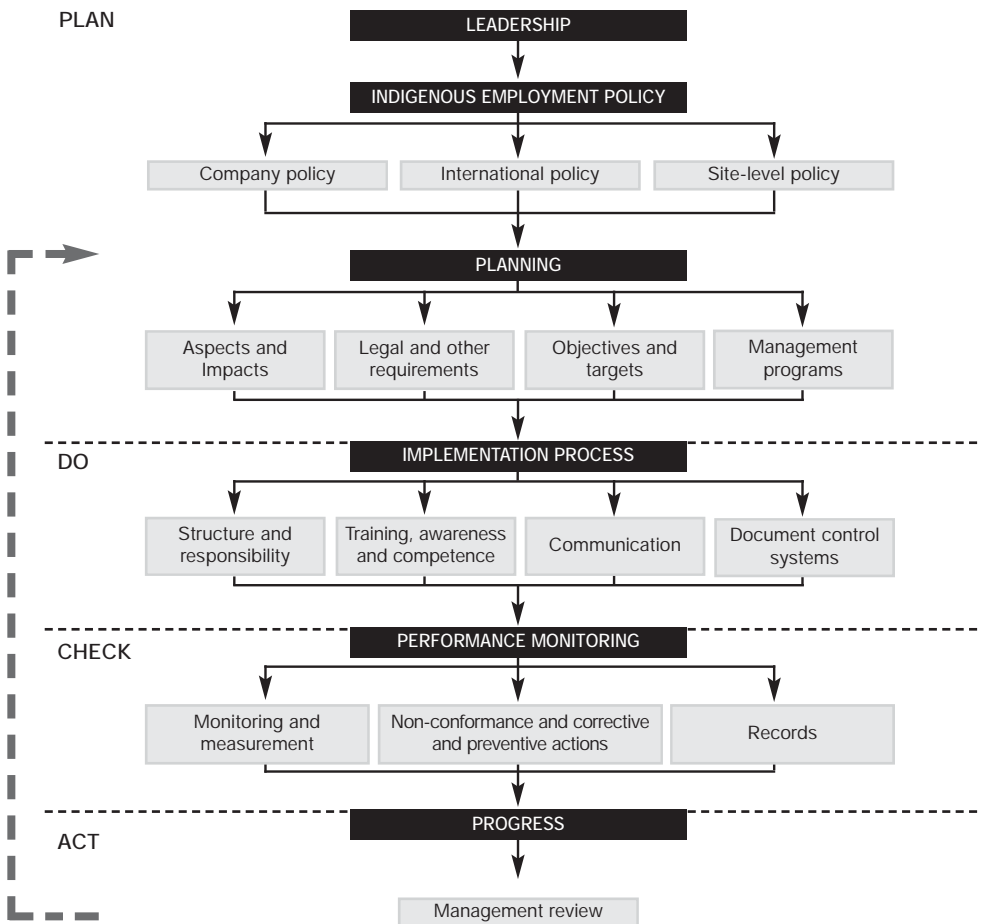 PLAN
LEADERSHIP
INDIGENOUS EMPLOYMENT POLICY
Company policy
International policy
Site-level policy
PLANNING
Aspects and
Impacts
Legal and other
requirements
Objectives and
targets
Management
programs
DO
IMPLEMENTATION PROCESS
Structure and
responsibility
Training, awareness
and competence
Communication
Document control
systems
CHECK
PERFORMANCE MONITORING
Monitoring and
measurement
Non-conformance and corrective
and preventive actions
Records
ACT
PROGRESS
Management review